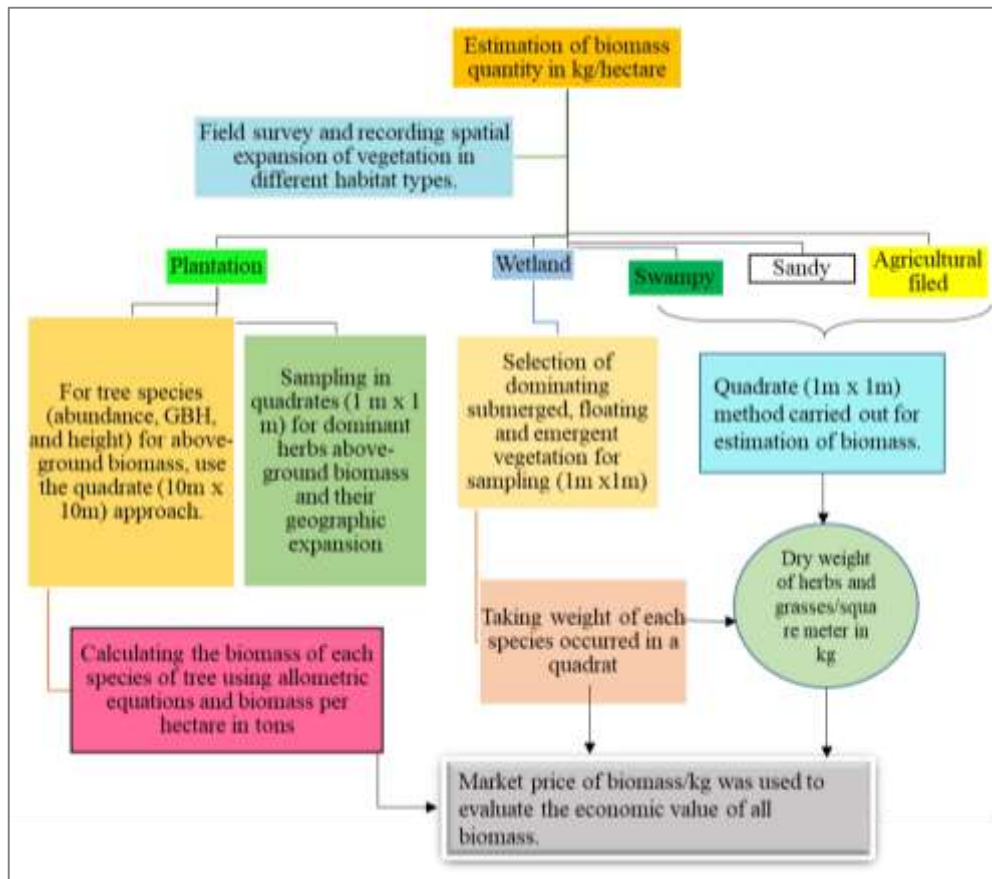 Estimation of biomass
quantity in kg/hectare
Field survey and recording spatial
expansion of vegetation in
different habitat types.
Plantation
Wetland
Swampy
Sandy
Agricultural
filed
For tree species
(abundance, GBH,
and height) for above-
ground biomass, use
the quadrate (10m x
10m) approach.
Sampling in
quadrates (1 m x 1
m) for dominant
herbs above-
ground biomass
and their
geographic
expansion
Selection of
dominating
submerged, floating
and emergent
vegetation for
sampling (1m x1m)
Quadrate (1m x 1m)
method carried out for
estimation of biomass.
Dry weight
of herbs and
grasses/squa
re meter in
kg
Taking weight of each
species occurred in a
quadrat
Calculating the biomass of each
species of tree using allometric
equations and biomass per
hectare in tons
Market price of biomass/kg was used to
evaluate the economic value of all
biomass.